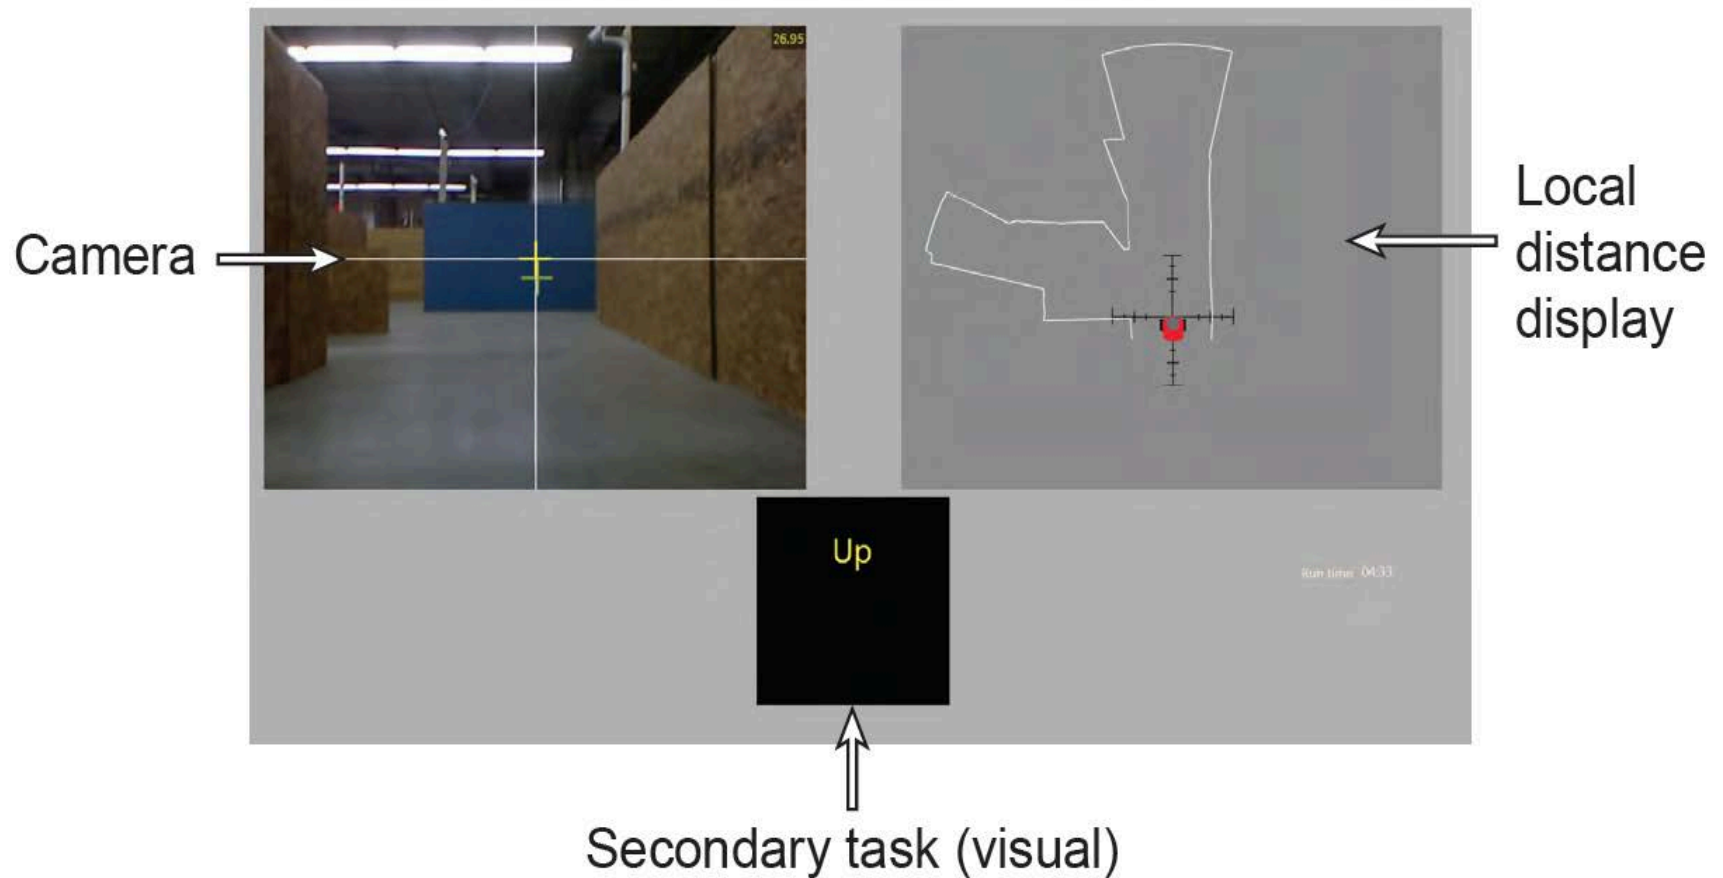 26.95
Camera
Local
distance
display
Up
Run time: 04:33
Secondary task (visual)